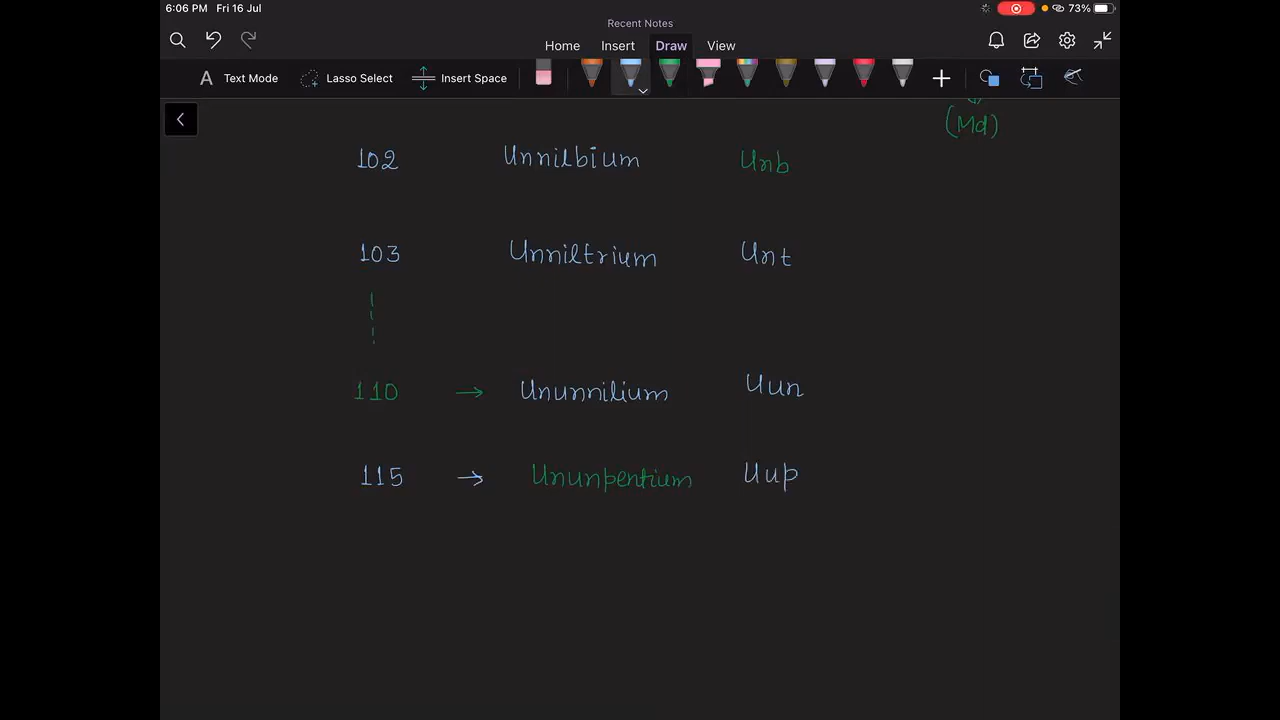 6:06 PM Fri 16 Jul 73%
Recent Notes
Home Insert Draw View
A Text Mode Lasso Select Insert Space
(Md)
102 Unnilbium Unb
103 Unniltrium Unt
110 → Ununnilium Uun
115 → Ununpentium Uup